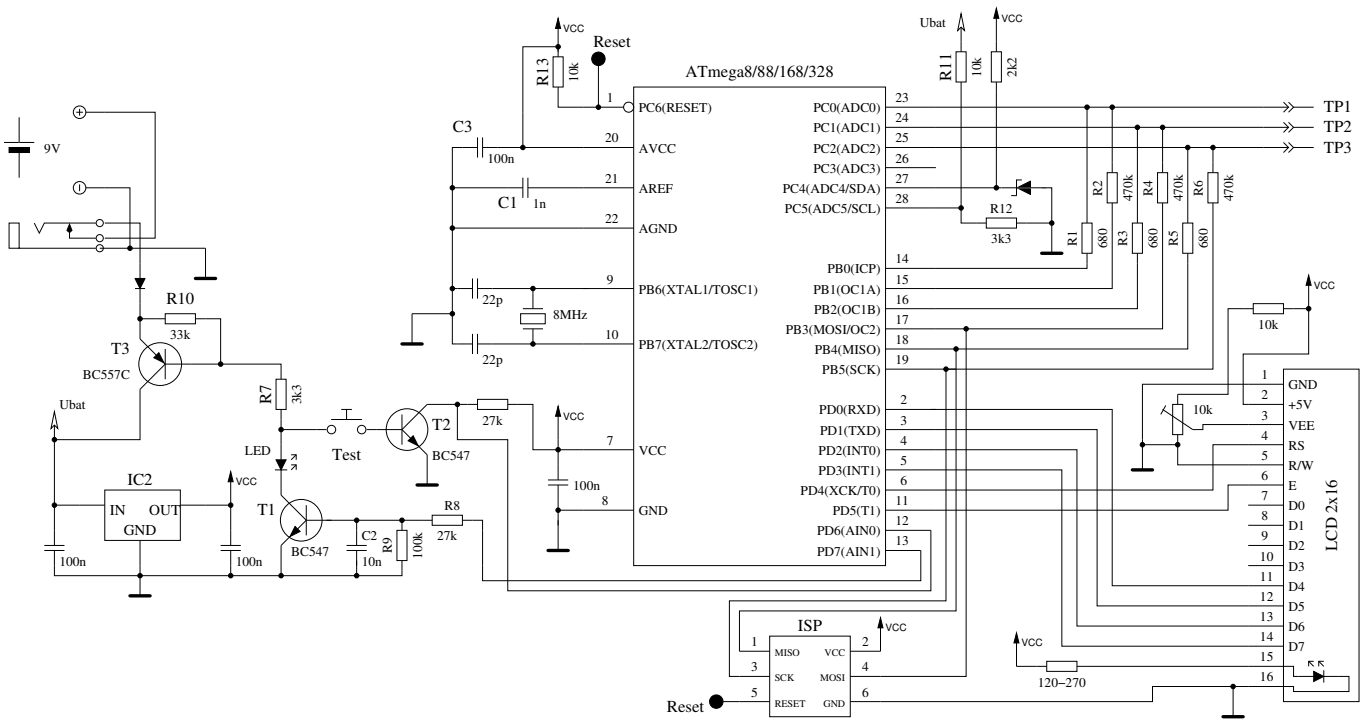 VCC
Reset
Ubat
VCC
R13
10k
R11
10k
2k2
ATmega8/88/168/328
1
PC6(RESET)
PC0(ADC0)
23
TP1
C3
100n
20
AVCC
PC1(ADC1)
24
TP2
PC2(ADC2)
25
TP3
9V
PC3(ADC3)
26
21
AREF
PC4(ADC4/SDA)
27
C1
1n
PC5(ADC5/SCL)
28
R12
3k3
22
AGND
R2
470k
R4
470k
R6
470k
R1
680
R3
680
R5
680
PB0(ICP)
14
9
PB6(XTAL1/TOSC1)
PB1(OC1A)
15
22p
PB2(OC1B)
16
8MHz
PB3(MOSI/OC2)
17
10
PB7(XTAL2/TOSC2)
PB4(MISO)
18
22p
PB5(SCK)
19
VCC
10k
R10
33k
T3
BC557C
R7
3k3
Ubat
T2
BC547
27k
VCC
Test
LED
PD0(RXD)
2
PD1(TXD)
3
7
VCC
PD2(INT0)
4
PD3(INT1)
5
100n
PD4(XCK/T0)
6
8
GND
PD5(T1)
11
PD6(AIN0)
12
PD7(AIN1)
13
IC2
VCC
IN
OUT
GND
100n
100n
T1
BC547
C2
10n
R9
100k
R8
27k
10k
1
GND
2
+5V
3
VEE
4
RS
5
R/W
6
E
7
D0
8
D1
9
D2
10
D3
11
D4
12
D5
13
D6
14
D7
15
16
LCD 2x16
VCC
120−270
ISP
VCC
1
MISO
VCC
2
3
SCK
MOSI
4
Reset
5
RESET
GND
6